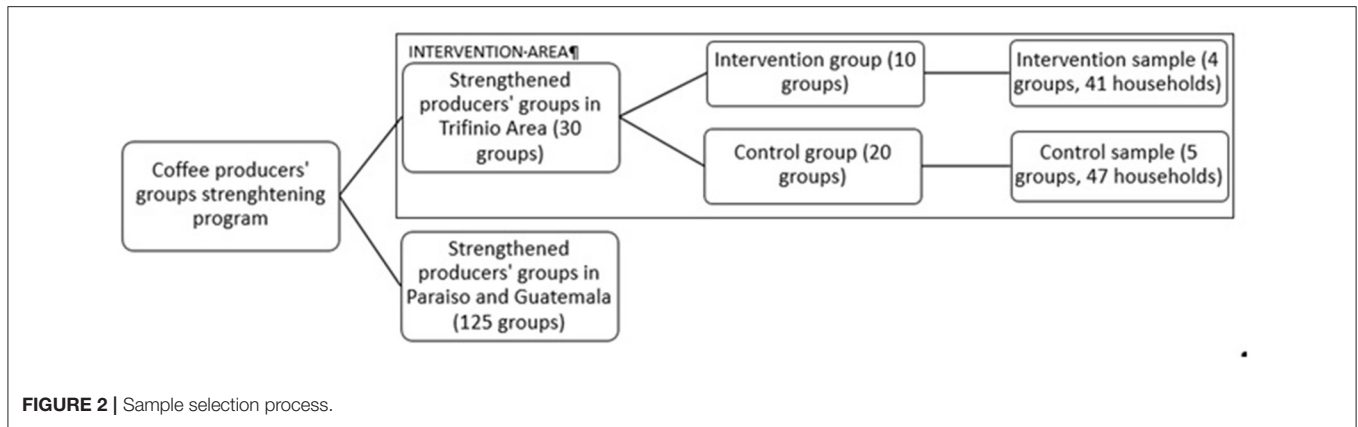 INTERVENTION·AREA¶
Coffee producers'
groups strenghtening
program
Strengthened
producers' groups in
Trifinio Area (30
groups)
Strengthened
producers' groups in
Paraiso and Guatemala
(125 groups)
Intervention group (10
groups)
Control group (20
groups)
Intervention sample (4
groups, 41 households)
Control sample (5
groups, 47 households)
FIGURE 2 | Sample selection process.